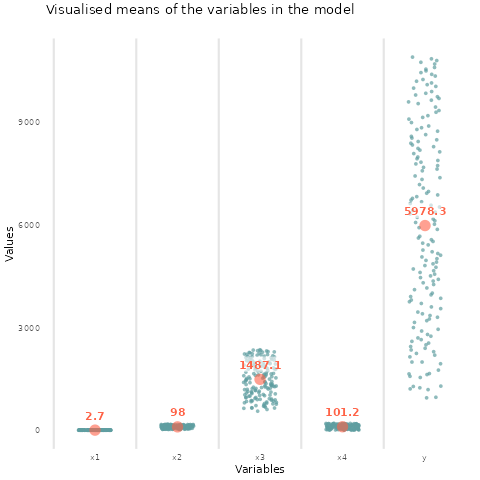 Visualised means of the variables in the model
9000
5978.3
6000
Values
3000
1487.1
2.7
98
101.2
0
x1
x2
x3
x4
y
Variables